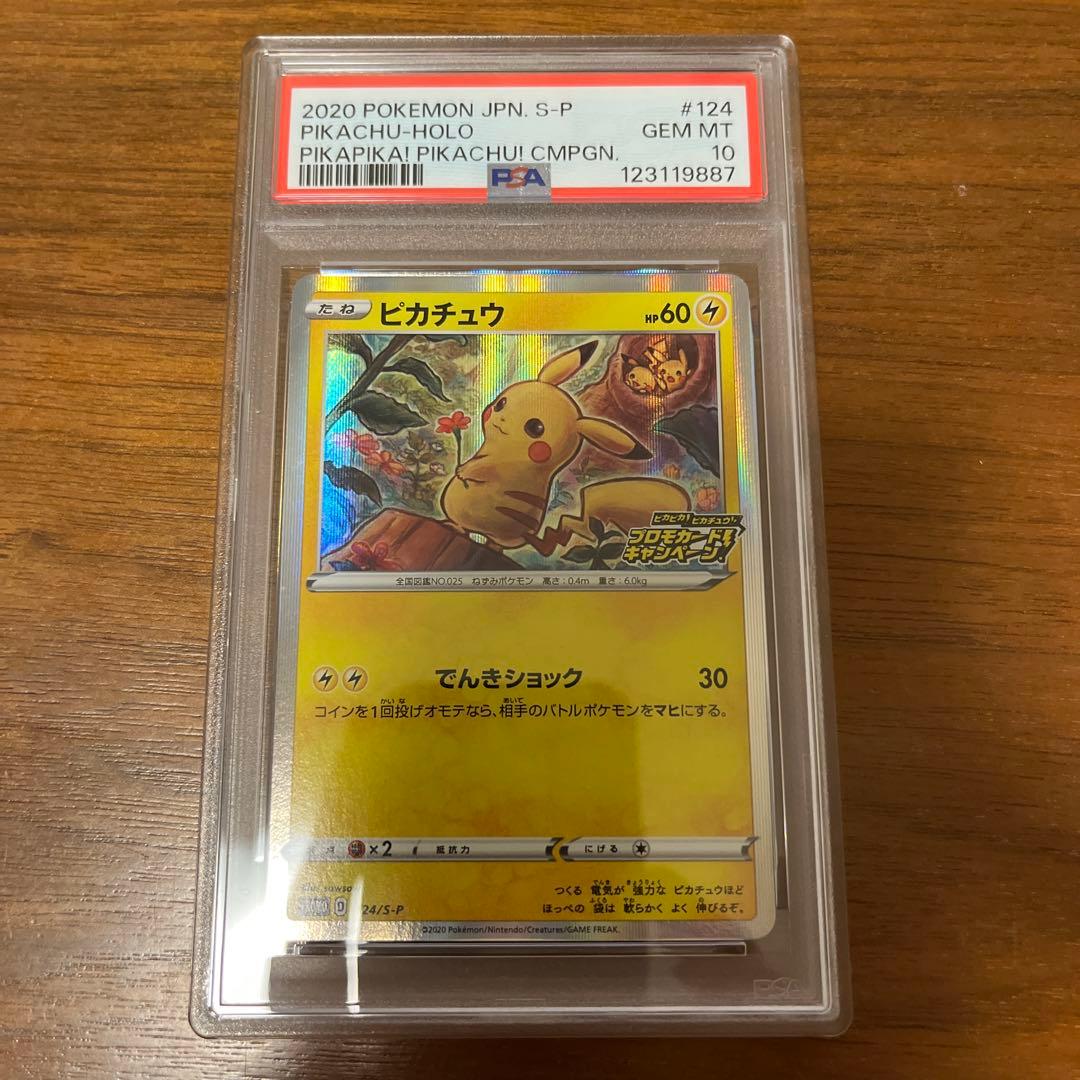 2020 POKEMON JPN. S-P #124
PIKACHU-HOLO GEM MT
PIKAPIKA! PIKACHU! CMPGN. 10
PSA 123119887
たね ピカチュウ HP60
ピカピカ! ピカチュウ!
プロモカード
キャンペーン!
全国図鑑NO.025 ねずみポケモン 高さ:0.4m 重さ:6.0kg
でんきショック 30
コインを1回投げオモテなら、相手のバトルポケモンをマヒにする。
×2 抵抗力 にげる
sowso
つくる 電気が 強力な ピカチュウほど
ほっぺの 袋は 軟らかく よく 伸びるぞ。
D 24/S-P
©2020 Pokémon/Nintendo/Creatures/GAME FREAK.
PSA